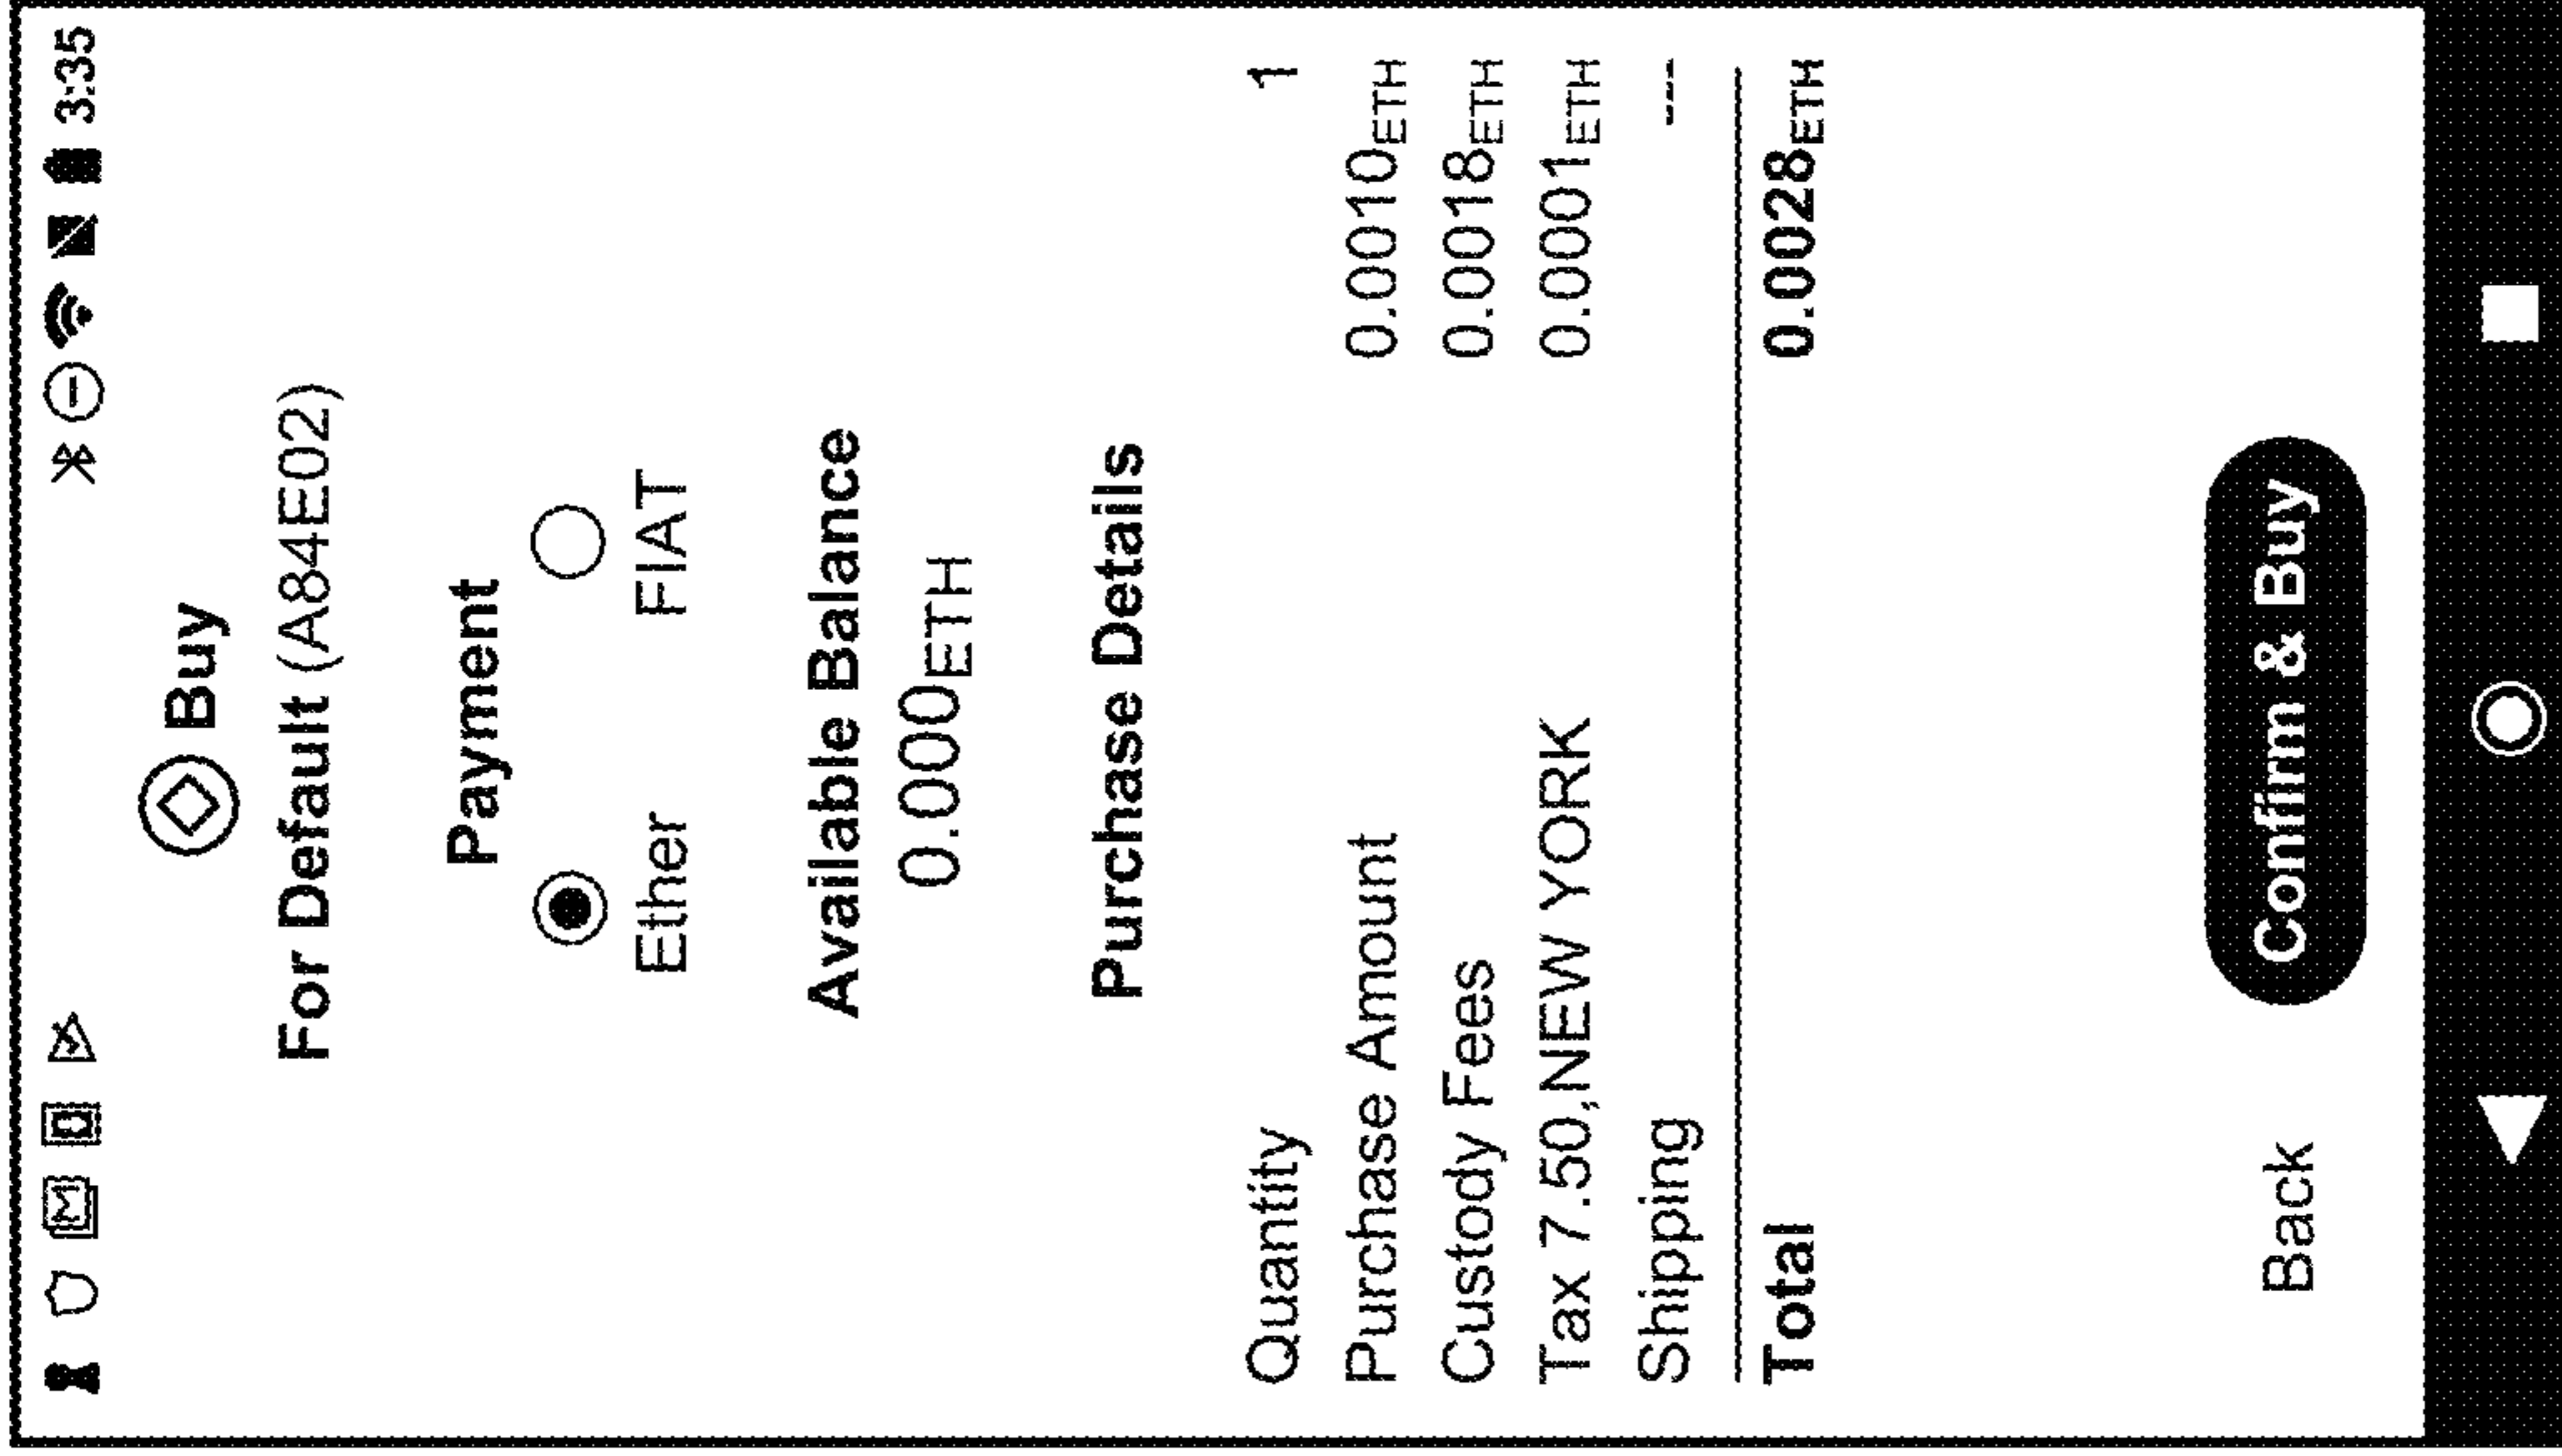 3:35
Buy
For Default (A84E02)
Payment
Ether FIAT
Available Balance
0.000ETH
Purchase Details
Quantity 1
Purchase Amount 0.0010ETH
Custody Fees 0.0018ETH
Tax 7.50,NEW YORK 0.0001ETH
Shipping ---
Total 0.0028ETH
Back Confirm & Buy